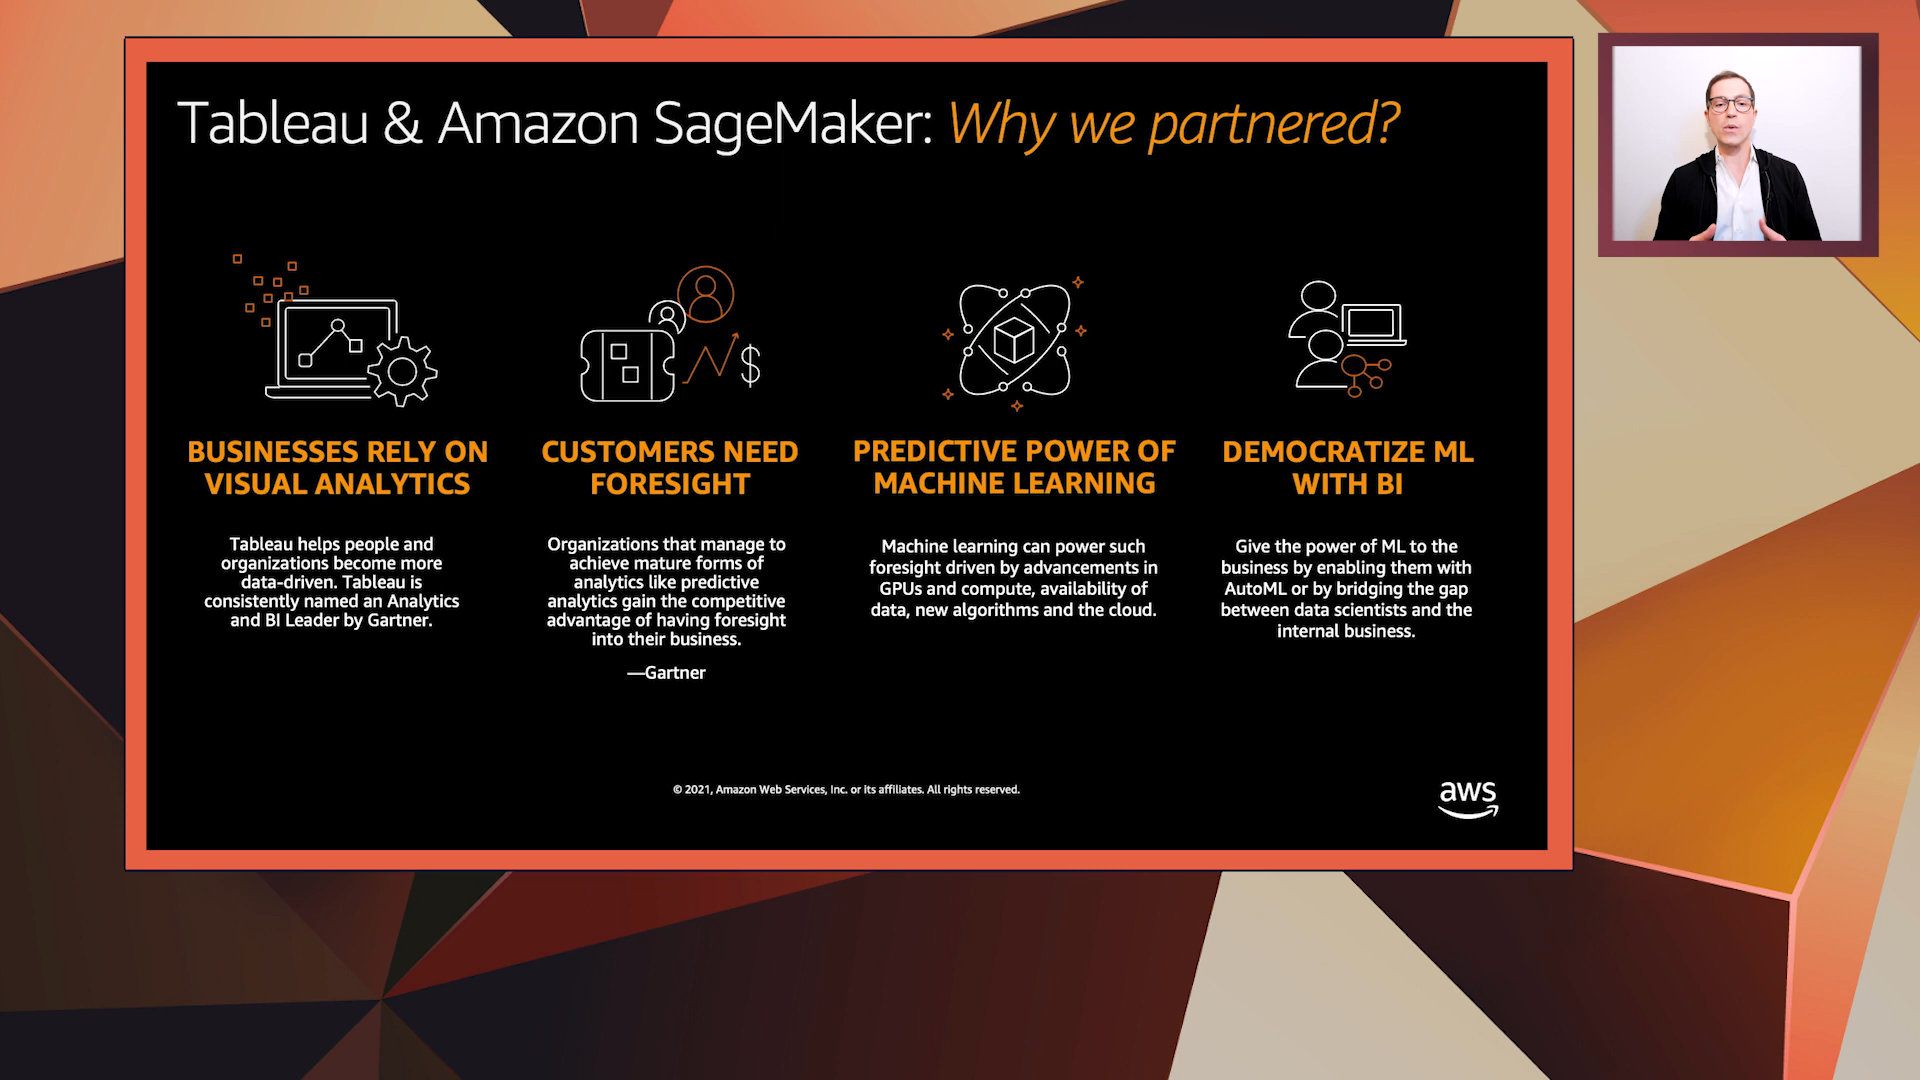 Tableau & Amazon SageMaker: Why we partnered?
BUSINESSES RELY ON
VISUAL ANALYTICS
Tableau helps people and
organizations become more
data-driven. Tableau is
consistently named an Analytics
and BI Leader by Gartner.
CUSTOMERS NEED
FORESIGHT
Organizations that manage to
achieve mature forms of
analytics like predictive
analytics gain the competitive
advantage of having foresight
into their business.
—Gartner
PREDICTIVE POWER OF
MACHINE LEARNING
Machine learning can power such
foresight driven by advancements in
GPUs and compute, availability of
data, new algorithms and the cloud.
DEMOCRATIZE ML
WITH BI
Give the power of ML to the
business by enabling them with
AutoML or by bridging the gap
between data scientists and the
internal business.
© 2021, Amazon Web Services, Inc. or its affiliates. All rights reserved.
aws